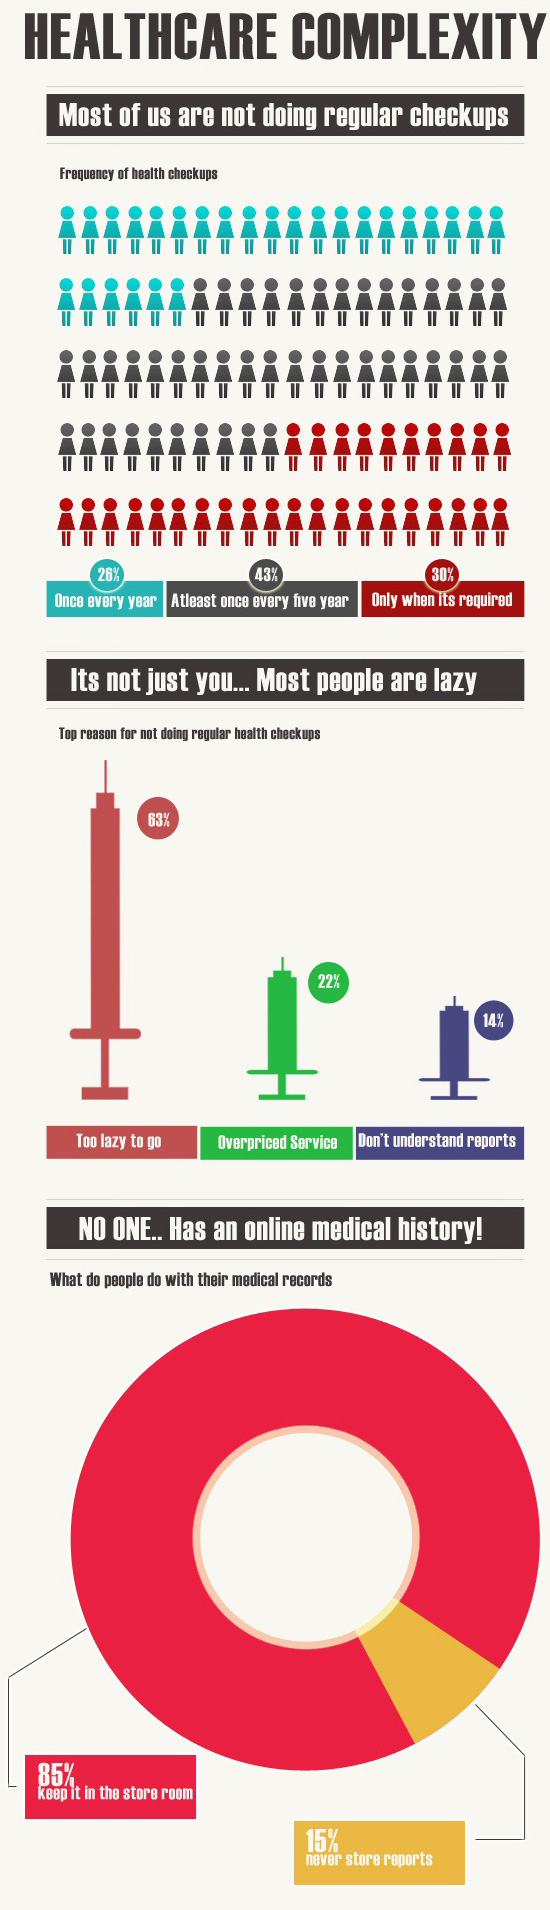 HEALTHCARE COMPLEXITY
Most of us are not doing regular checkups
Frequency of health checkups
26% 43% 30%
Once every year Atleast once every five year Only when its required
Its not just you... Most people are lazy
Top reason for not doing regular health checkups
63%
22%
14%
Too lazy to go Overpriced Service Don't understand reports
NO ONE.. Has an online medical history!
What do people do with their medical records
85%
keep it in the store room
15%
never store reports